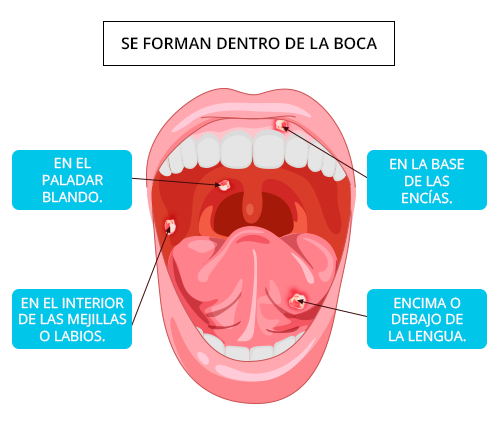 SE FORMAN DENTRO DE LA BOCA
EN EL
PALADAR
BLANDO.
EN LA BASE
DE LAS
ENCÍAS.
EN EL INTERIOR
DE LAS MEJILLAS
O LABIOS.
ENCIMA O
DEBAJO DE
LA LENGUA.